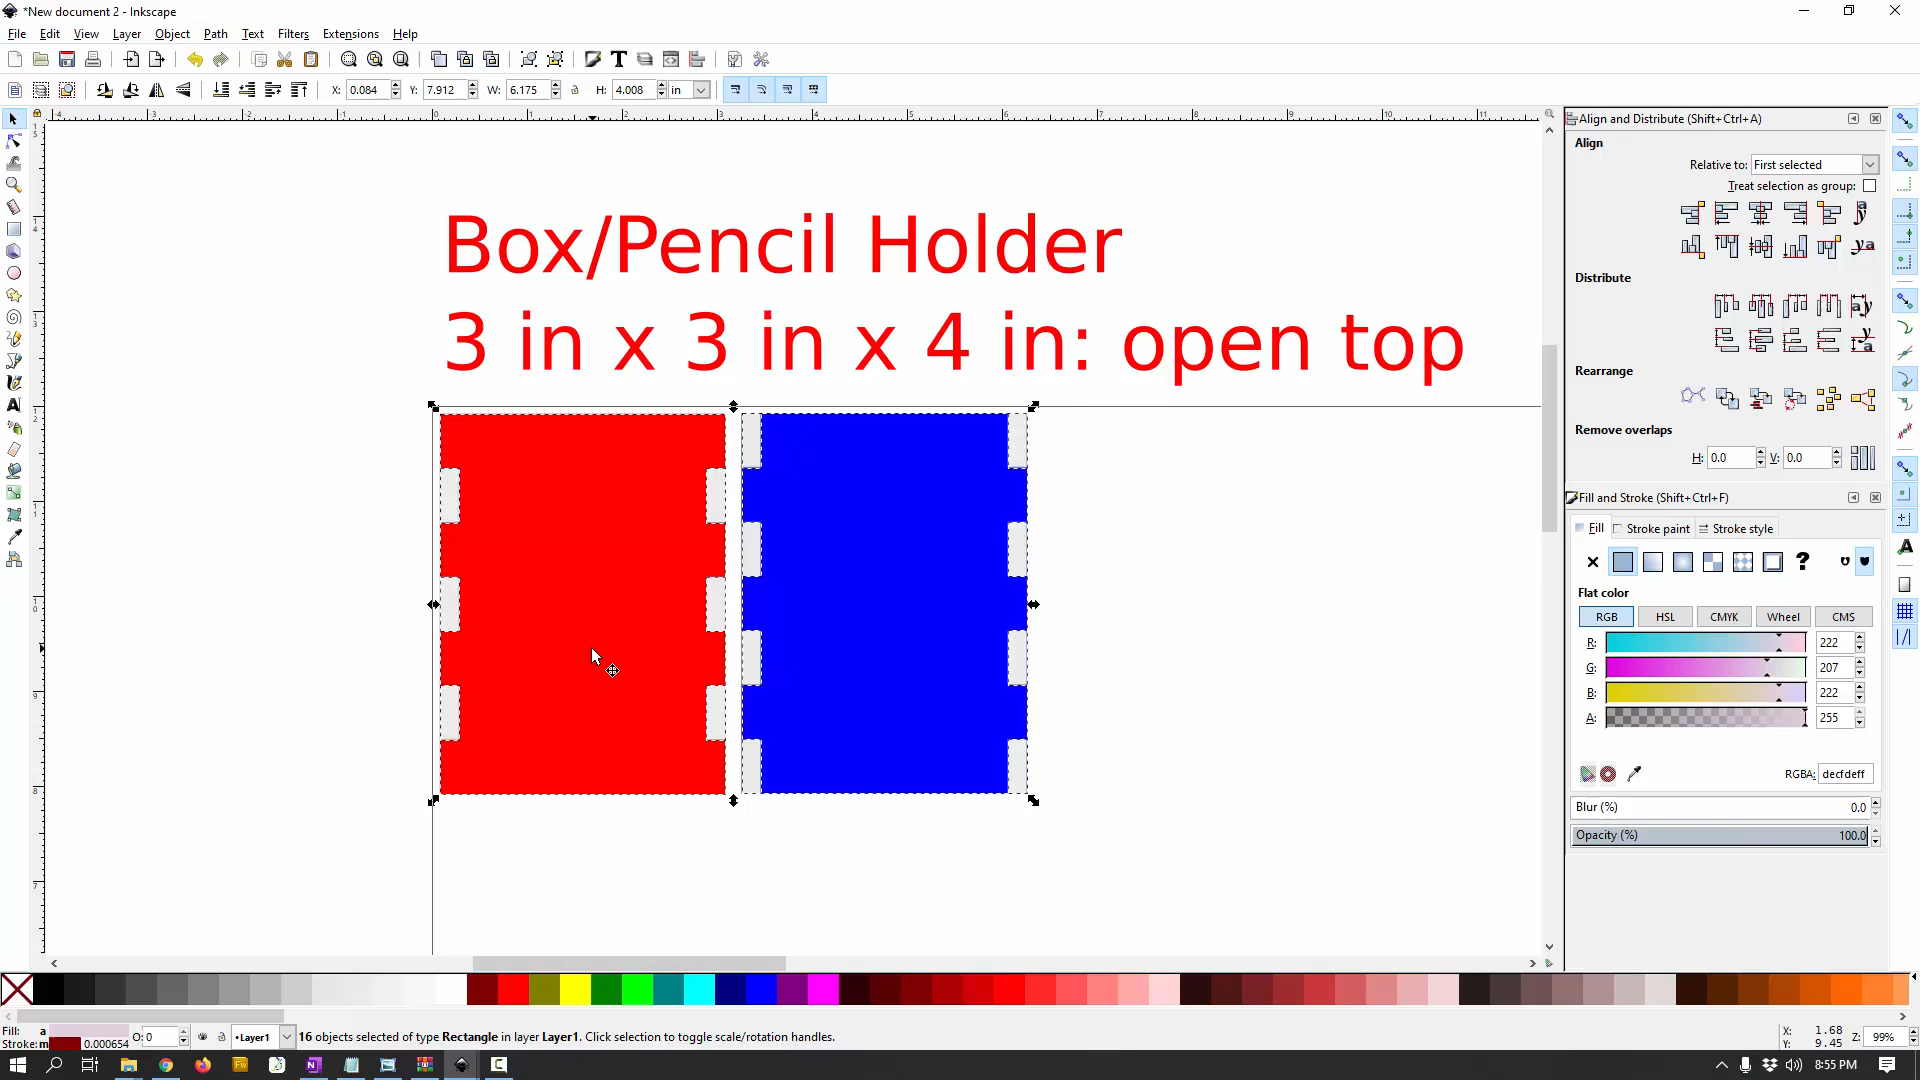 *New document 2 - Inkscape
File Edit View Layer Object Path Text Filters Extensions Help
X: 0.084 Y: 7.912 W: 6.175 H: 4.008 in
Align and Distribute (Shift+Ctrl+A)
Align
Relative to: First selected
Treat selection as group:
Distribute
Rearrange
Remove overlaps
H: 0.0 V: 0.0
Box/Pencil Holder
3 in x 3 in x 4 in: open top
Fill and Stroke (Shift+Ctrl+F)
Fill Stroke paint Stroke style
Flat color
RGB HSL CMYK Wheel CMS
R: 222
G: 207
B: 222
A: 255
RGBA: decfdeff
Blur (%) 0.0
Opacity (%) 100.0
Fill: a
Stroke: m 0.000654
O: 0
•Layer1
16 objects selected of type Rectangle in layer Layer1. Click selection to toggle scale/rotation handles.
X: 1.68
Y: 9.45
Z: 99%
8:55 PM